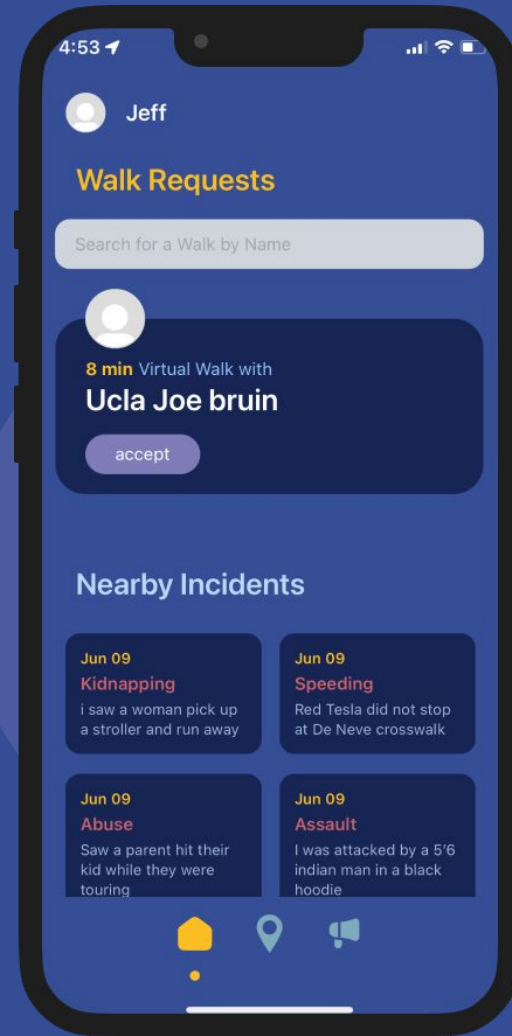 4:53
Jeff
Walk Requests
Search for a Walk by Name
8 min Virtual Walk with
Ucla Joe bruin
accept
Nearby Incidents
Jun 09
Kidnapping
i saw a woman pick up
a stroller and run away
Jun 09
Speeding
Red Tesla did not stop
at De Neve crosswalk
Jun 09
Abuse
Saw a parent hit their
kid while they were
touring
Jun 09
Assault
I was attacked by a 5'6
indian man in a black
hoodie